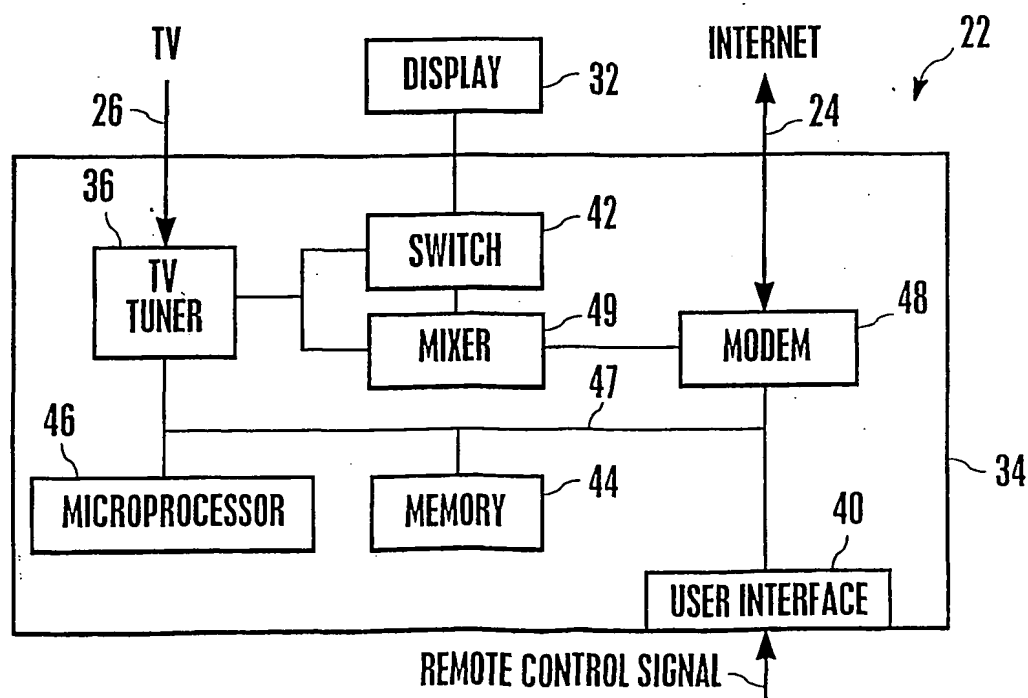 TV
DISPLAY
32
INTERNET
22
26
24
36
TV
TUNER
42
SWITCH
49
MIXER
48
MODEM
47
46
MICROPROCESSOR
44
MEMORY
34
40
USER INTERFACE
REMOTE CONTROL SIGNAL